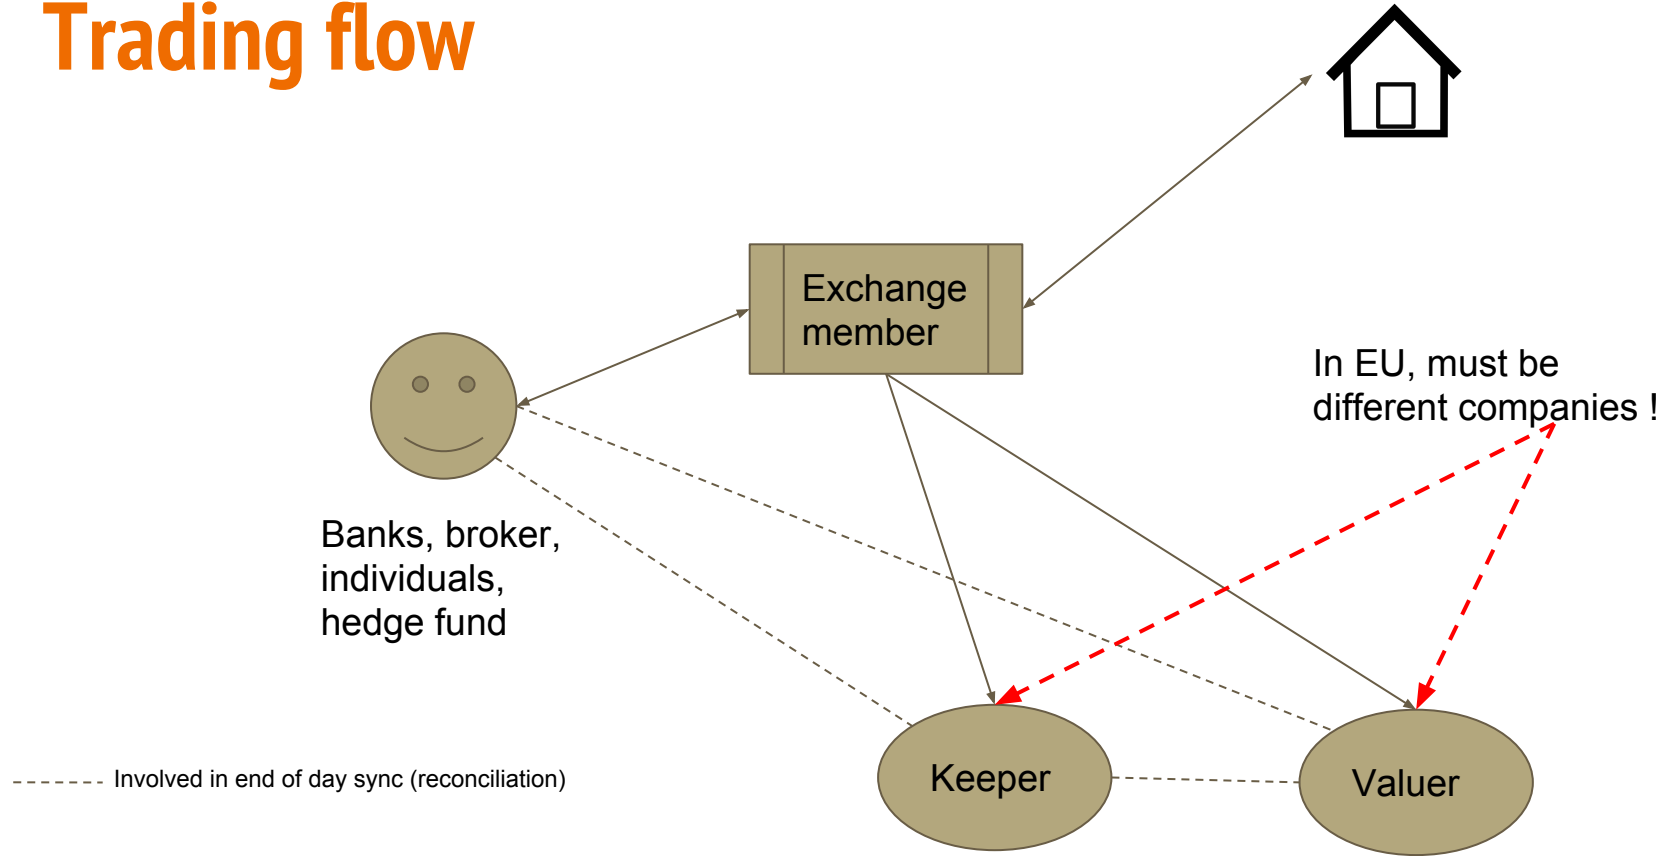 Trading flow
Exchange
member
In EU, must be
different companies !
Banks, broker,
individuals,
hedge fund
Keeper
Valuer
Involved in end of day sync (reconciliation)